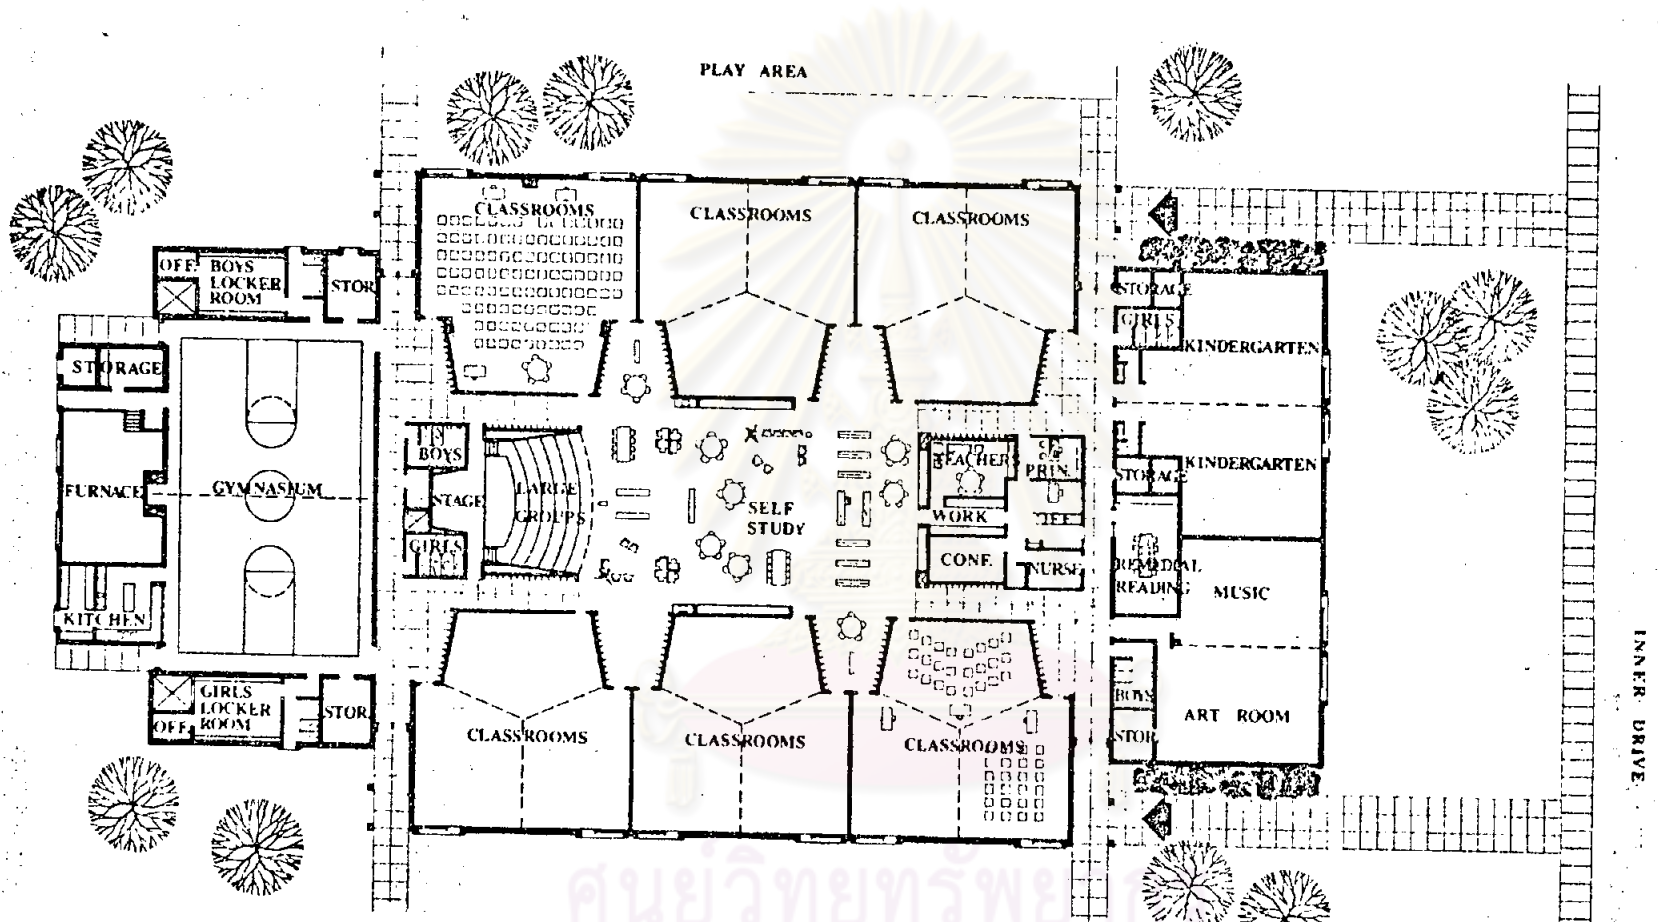 PLAY AREA
CLASSROOMS
CLASSROOMS
CLASSROOMS
OFF.
BOYS
LOCKER
ROOM
STOR
STORAGE
GIRLS
KINDERGARTEN
STORAGE
FURNACE
GYMNASIUM
BOYS
STAGE
LARGE
GROUPS
GIRLS
SELF
STUDY
TEACHERS
PRIN.
WORK
CONF.
NURSE
KINDERGARTEN
STORAGE
REMEDIAL
READING
MUSIC
KITCHEN
GIRLS
LOCKER
ROOM
OFF.
STOR
CLASSROOMS
CLASSROOMS
CLASSROOMS
BOYS
STOR
ART ROOM
INNER DRIVE